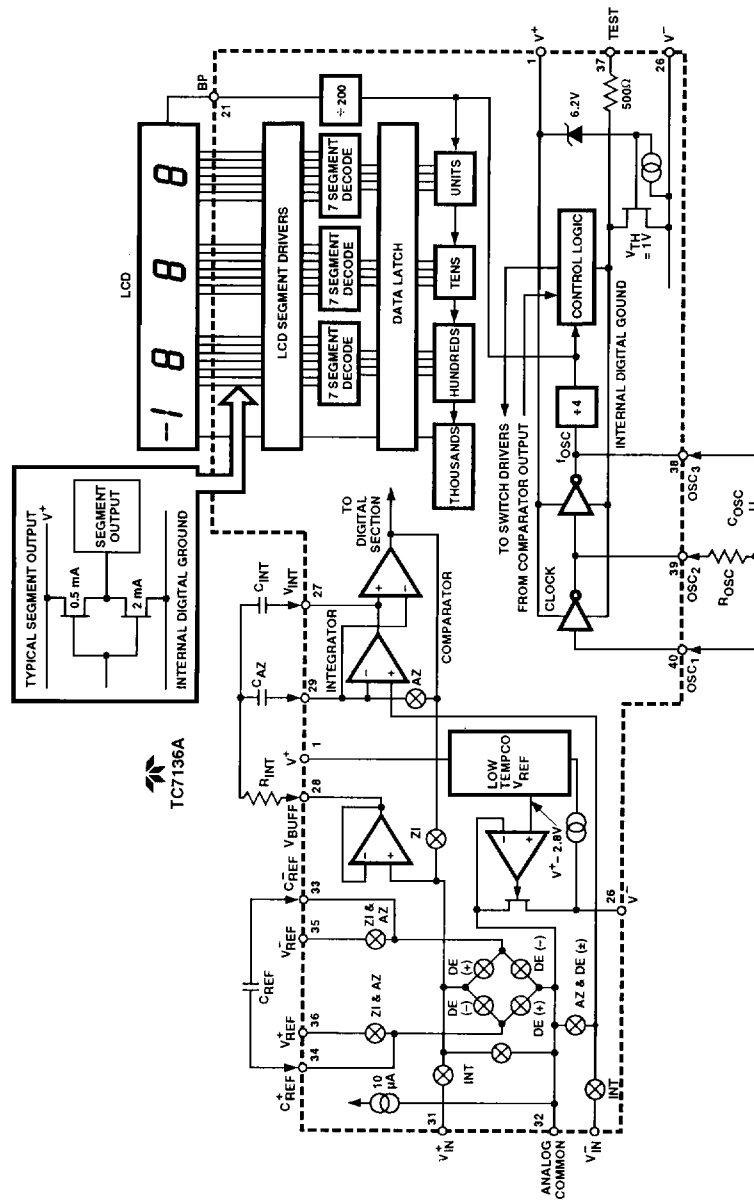 TYPICAL SEGMENT OUTPUT
V+
0.5 mA
SEGMENT
OUTPUT
2 mA
INTERNAL DIGITAL GROUND
TC7136A
LCD
-1 8 8 8
BP
21
LCD SEGMENT DRIVERS
7 SEGMENT
DECODE
7 SEGMENT
DECODE
7 SEGMENT
DECODE
÷200
DATA LATCH
THOUSANDS
HUNDREDS
TENS
UNITS
CREF
RINT
CAZ
CINT
C+REF
V+REF
V-REF
C-REF
VBUFF
V+
VINT
34
36
35
33
28
1
29
27
ZI & AZ
ZI &
AZ
INTEGRATOR
TO
DIGITAL
SECTION
COMPARATOR
AZ
ZI
10
µA
31
V+IN
INT
DE
(–)
DE
(+)
DE
(+)
DE (–)
32
ANALOG
COMMON
AZ & DE (±)
V-IN
INT
LOW
TEMPCO
VREF
V+ – 2.8V
26
V-
TO SWITCH DRIVERS
FROM COMPARATOR OUTPUT
CLOCK
fOSC
÷4
CONTROL LOGIC
INTERNAL DIGITAL GOUND
6.2V
VTH
= 1V
500Ω
1
V+
37
TEST
26
V-
40
OSC1
39
OSC2
38
OSC3
ROSC
COSC